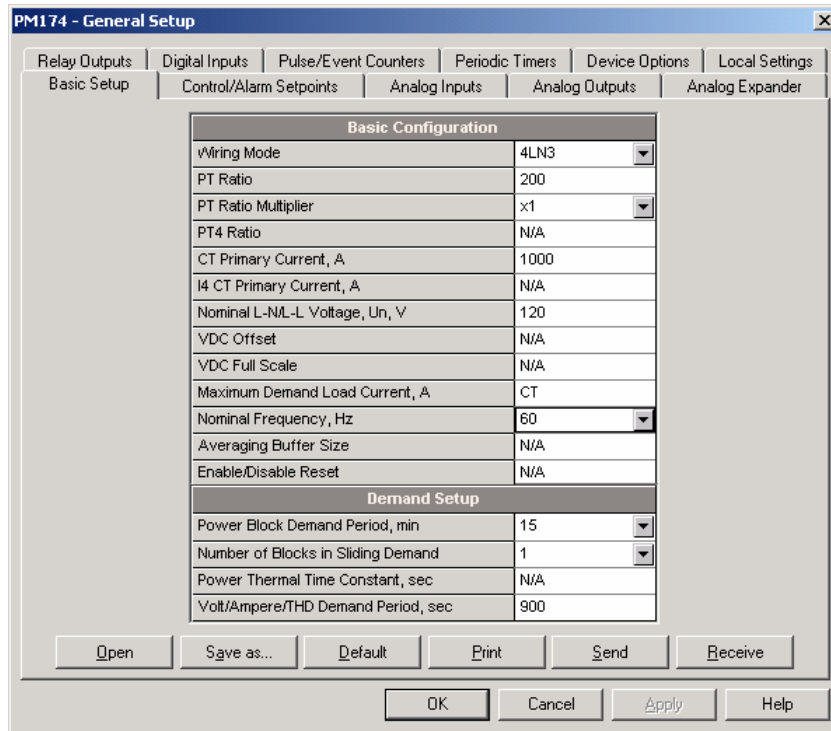 PM174 - General Setup
Relay Outputs Digital Inputs Pulse/Event Counters Periodic Timers Device Options Local Settings
Basic Setup Control/Alarm Setpoints Analog Inputs Analog Outputs Analog Expander
Basic Configuration
Wiring Mode 4LN3
PT Ratio 200
PT Ratio Multiplier x1
PT4 Ratio N/A
CT Primary Current, A 1000
I4 CT Primary Current, A N/A
Nominal L-N/L-L Voltage, Un, V 120
VDC Offset N/A
VDC Full Scale N/A
Maximum Demand Load Current, A CT
Nominal Frequency, Hz 60
Averaging Buffer Size N/A
Enable/Disable Reset N/A
Demand Setup
Power Block Demand Period, min 15
Number of Blocks in Sliding Demand 1
Power Thermal Time Constant, sec N/A
Volt/Ampere/THD Demand Period, sec 900
Open Save as... Default Print Send Receive
OK Cancel Apply Help